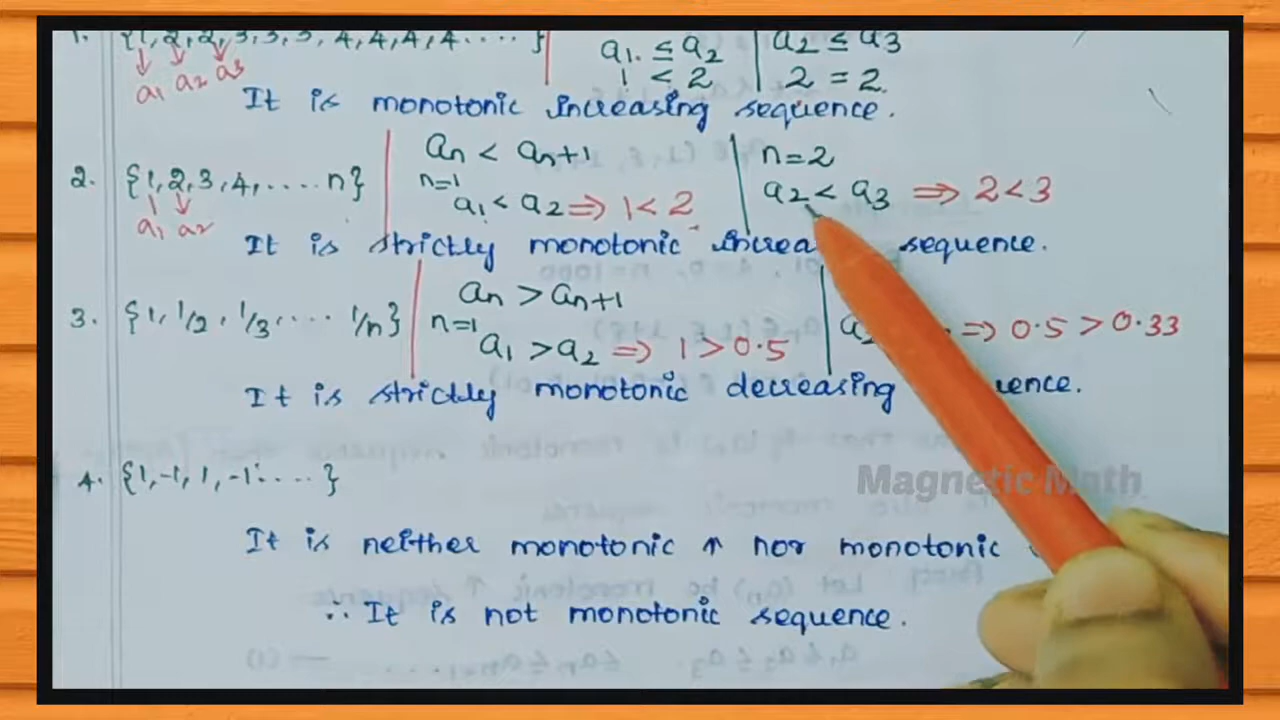 1. {1, 2, 2, 3, 3, 3, 4, 4, 4, 4 .... } a1. ≤ a2 a2 ≤ a3
a1 a2 a3 1 < 2 2 = 2.
It is monotonic increasing sequence.
2. {1, 2, 3, 4, .... n} an < an+1 n=2
n=1
a1 < a2 ⇒ 1 < 2 a2 < a3 ⇒ 2 < 3
a1 a2
It is strictly monotonic increa sequence.
3. {1, 1/2, 1/3, .... 1/n} an > an+1
n=1
a1 > a2 ⇒ 1 > 0.5 ⇒ 0.5 > 0.33
It is strictly monotonic decreasing uence.
4. {1, -1, 1, -1 .... }
Magnetic Math
It is neither monotonic ↑ nor monotonic
∴ It is not monotonic sequence.